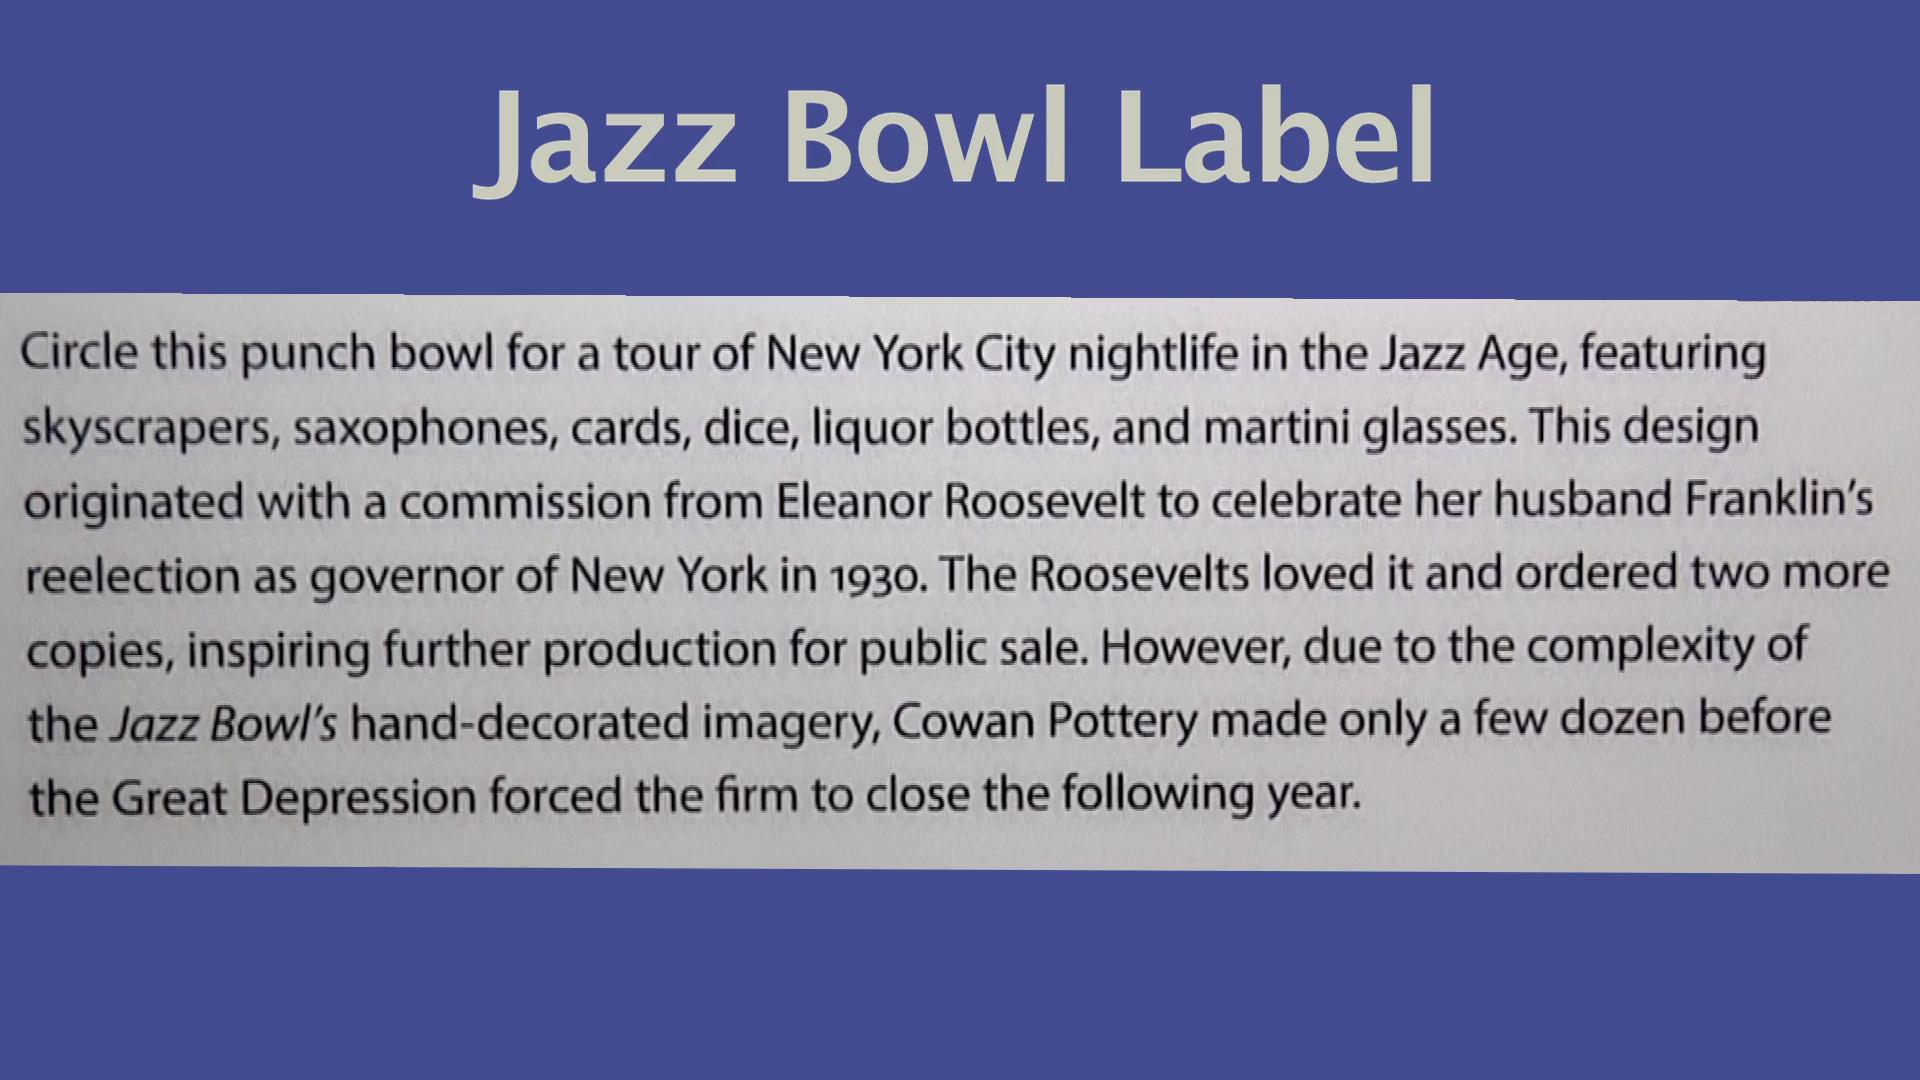 Jazz Bowl Label
Circle this punch bowl for a tour of New York City nightlife in the Jazz Age, featuring
skyscrapers, saxophones, cards, dice, liquor bottles, and martini glasses. This design
originated with a commission from Eleanor Roosevelt to celebrate her husband Franklin’s
reelection as governor of New York in 1930. The Roosevelts loved it and ordered two more
copies, inspiring further production for public sale. However, due to the complexity of
the Jazz Bowl’s hand-decorated imagery, Cowan Pottery made only a few dozen before
the Great Depression forced the firm to close the following year.